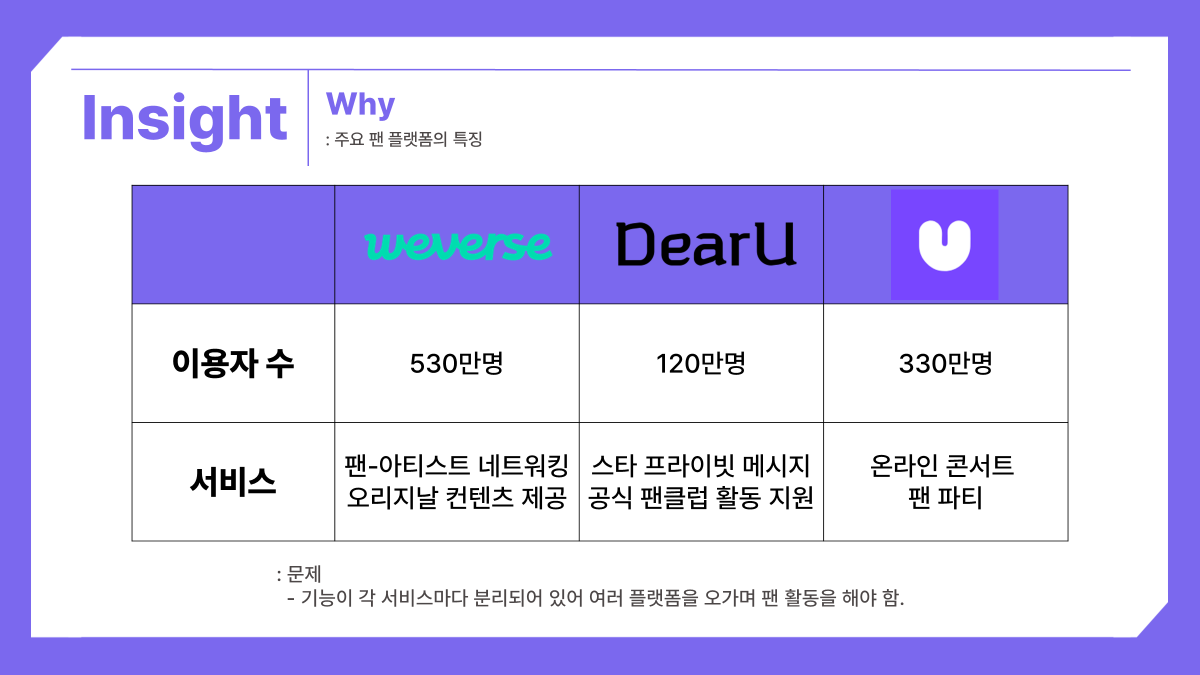 Insight
Why
: 주요 팬 플랫폼의 특징
weverse
DearU
이용자 수
530만명
120만명
330만명
서비스
팬-아티스트 네트워킹
오리지날 컨텐츠 제공
스타 프라이빗 메시지
공식 팬클럽 활동 지원
온라인 콘서트
팬 파티
: 문제
- 기능이 각 서비스마다 분리되어 있어 여러 플랫폼을 오가며 팬 활동을 해야 함.